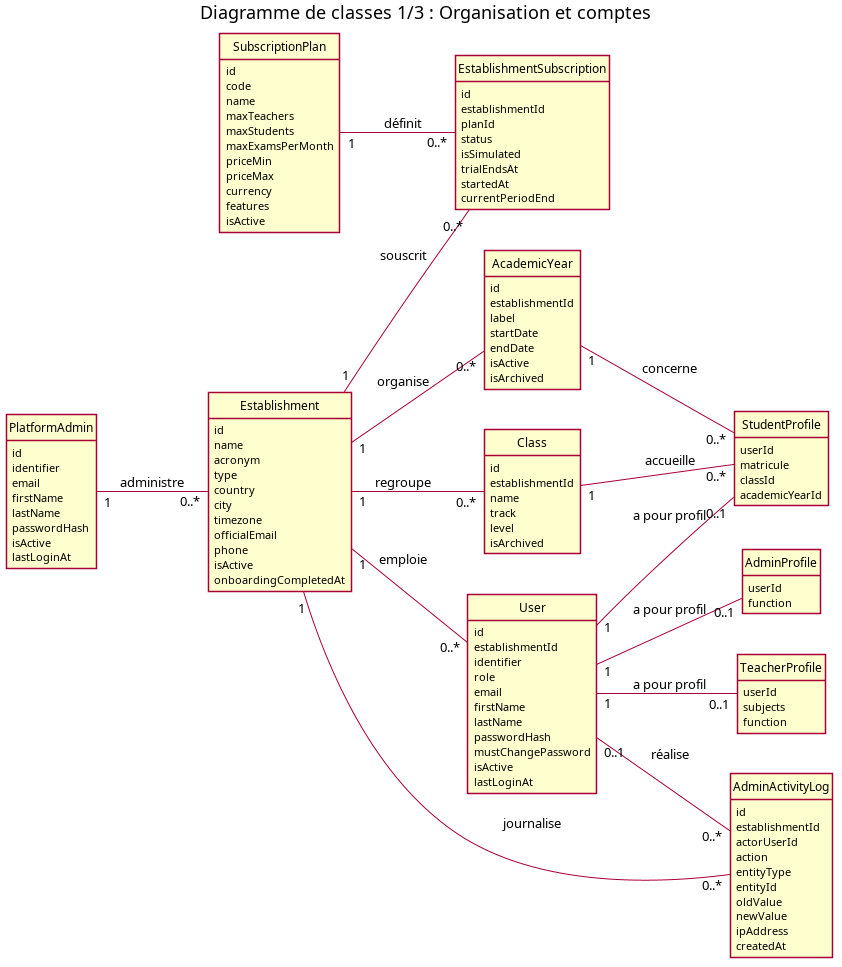 Diagramme de classes 1/3 : Organisation et comptes
SubscriptionPlan
id
code
name
maxTeachers
maxStudents
maxExamsPerMonth
priceMin
priceMax
currency
features
isActive
définit
1
0..*
EstablishmentSubscription
id
establishmentId
planId
status
isSimulated
trialEndsAt
startedAt
currentPeriodEnd
0..*
souscrit
1
AcademicYear
id
establishmentId
label
startDate
endDate
isActive
isArchived
organise
0..*
1
concerne
1
0..*
PlatformAdmin
id
identifier
email
firstName
lastName
passwordHash
isActive
lastLoginAt
administre
1
0..*
Establishment
id
name
acronym
type
country
city
timezone
officialEmail
phone
isActive
onboardingCompletedAt
regroupe
1
0..*
Class
id
establishmentId
name
track
level
isArchived
accueille
1
0..*
StudentProfile
userId
matricule
classId
academicYearId
a pour profil
0..1
1
emploie
1
0..*
User
id
establishmentId
identifier
role
email
firstName
lastName
passwordHash
mustChangePassword
isActive
lastLoginAt
AdminProfile
userId
function
a pour profil
0..1
1
TeacherProfile
userId
subjects
function
a pour profil
1
0..1
réalise
0..1
0..*
AdminActivityLog
id
establishmentId
actorUserId
action
entityType
entityId
oldValue
newValue
ipAddress
createdAt
journalise
1
0..*